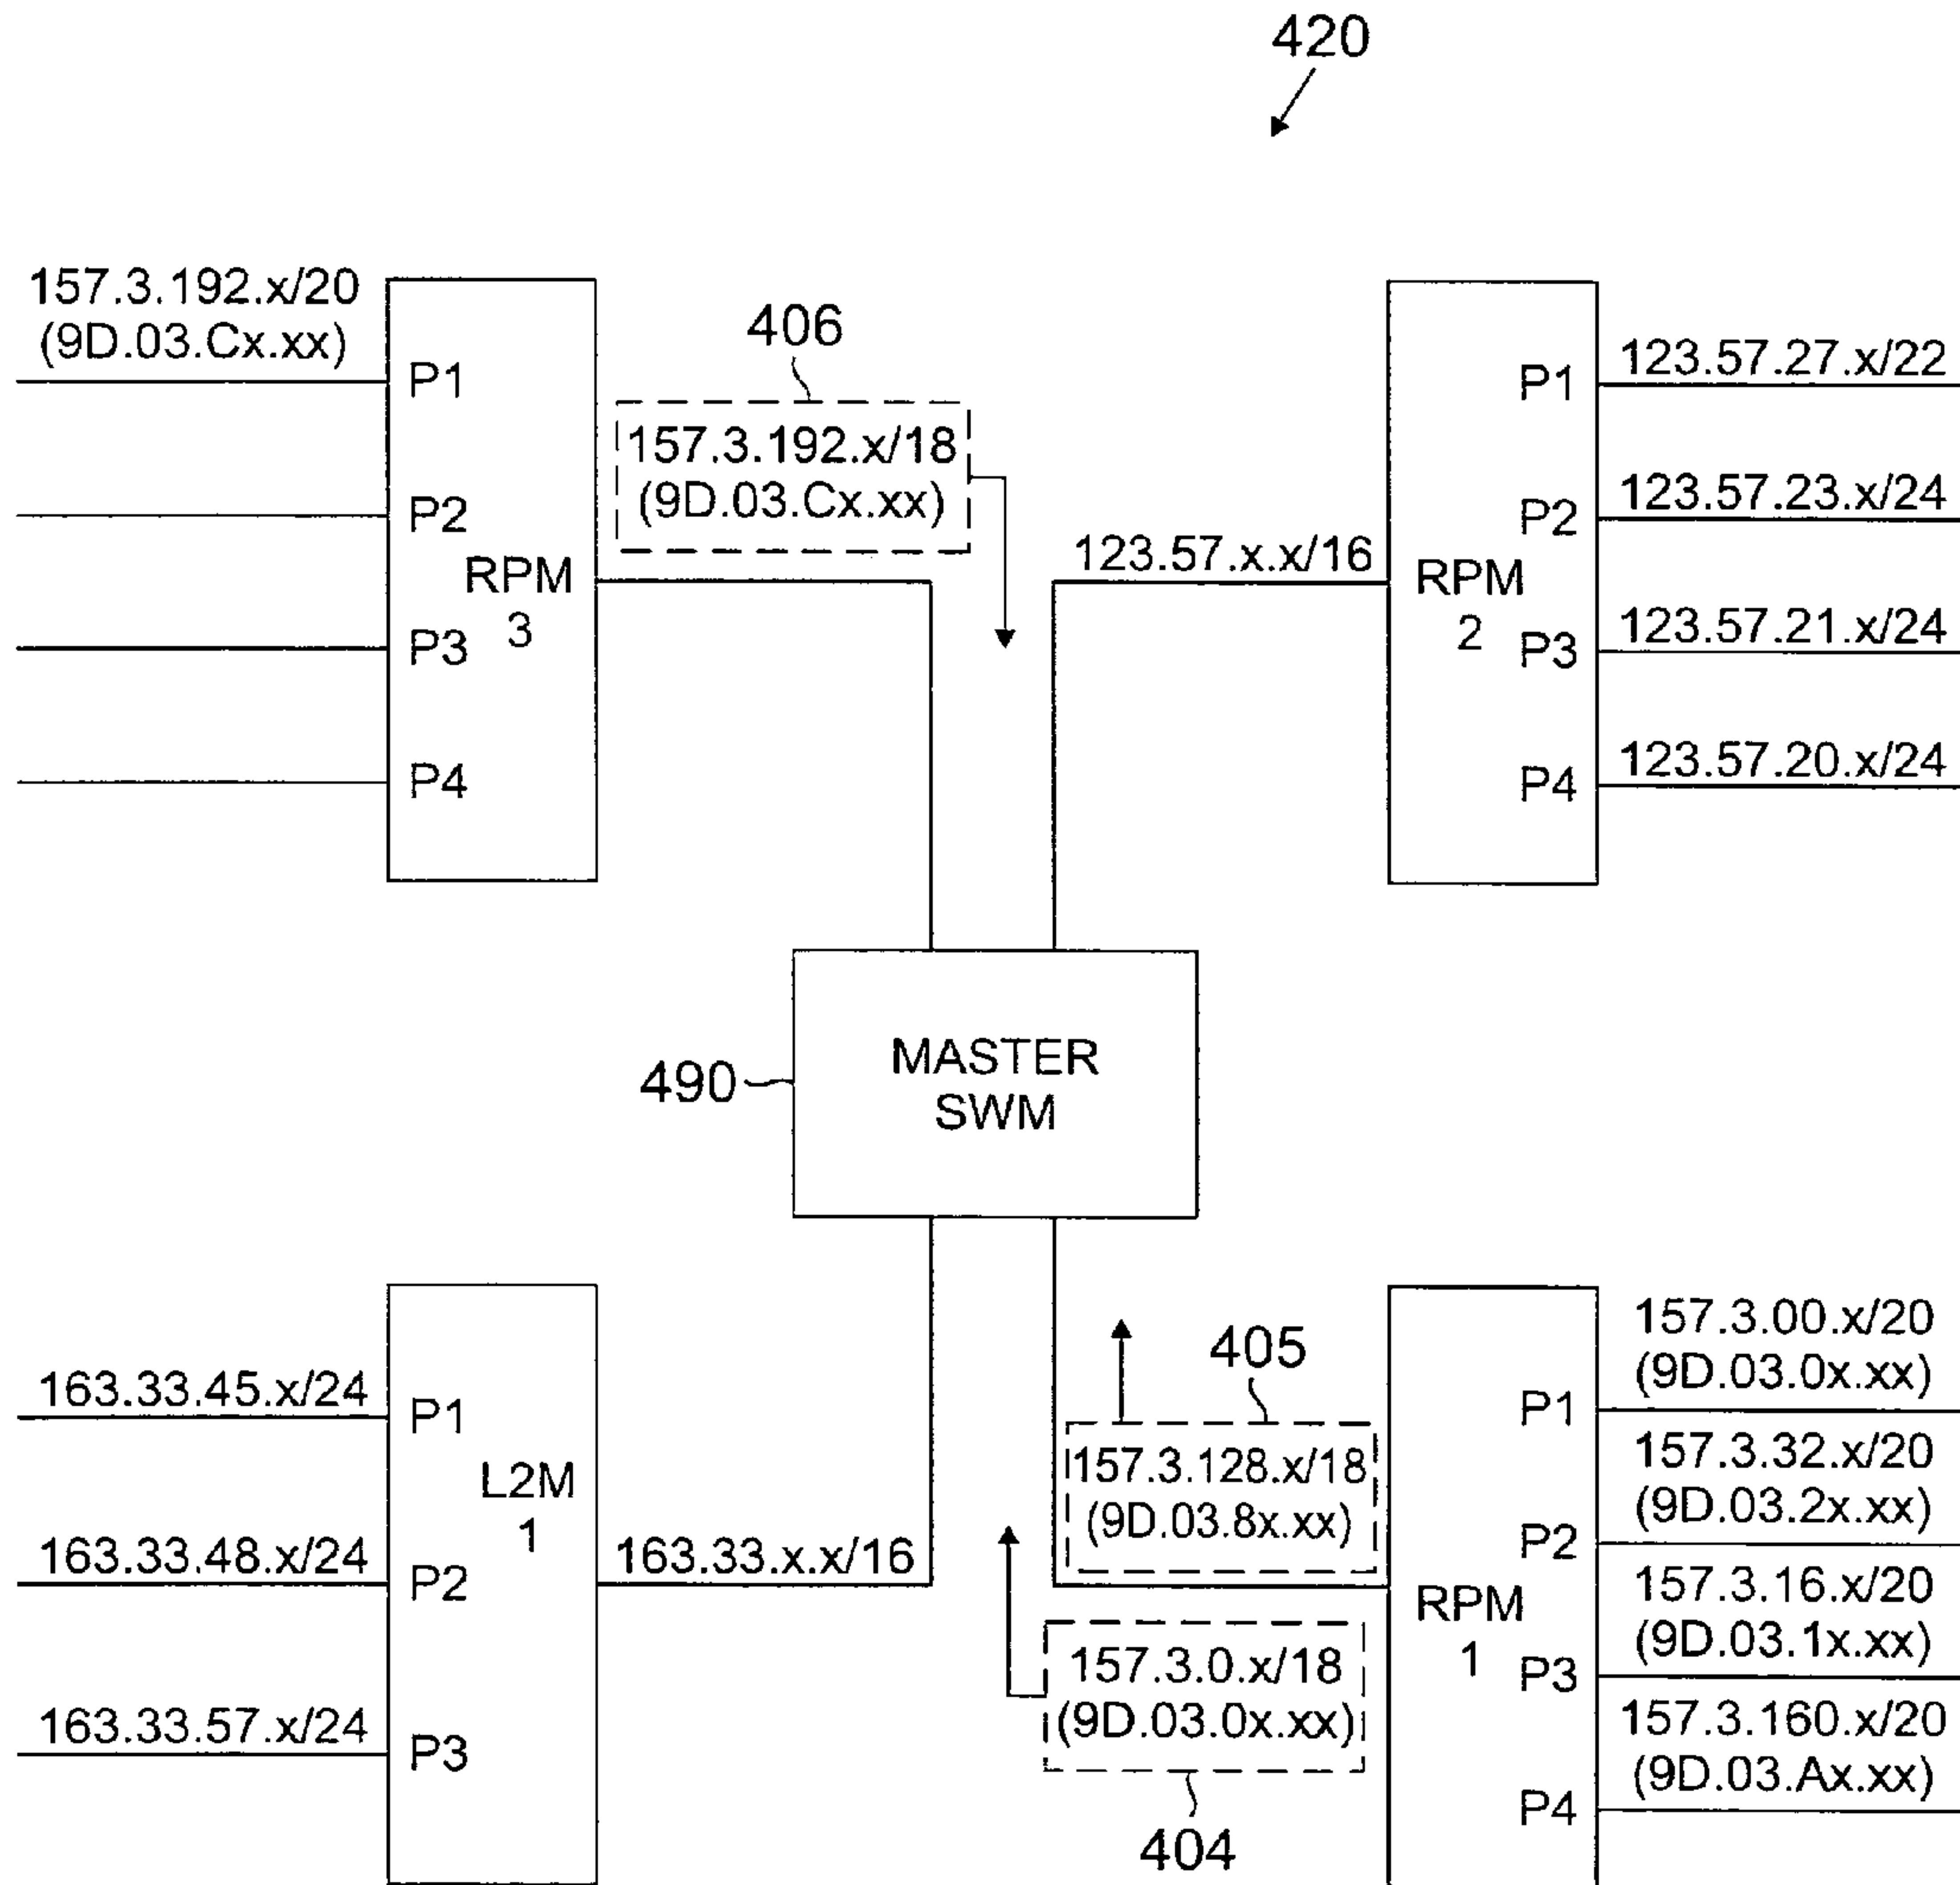 420
157.3.192.x/20
(9D.03.Cx.xx)
P1
P2
RPM
3
P3
P4
406
157.3.192.x/18
(9D.03.Cx.xx)
123.57.x.x/16
P1
123.57.27.x/22
P2
123.57.23.x/24
RPM
2
P3
123.57.21.x/24
P4
123.57.20.x/24
490
MASTER
SWM
163.33.45.x/24
P1
L2M
1
163.33.48.x/24
P2
163.33.x.x/16
163.33.57.x/24
P3
405
157.3.128.x/18
(9D.03.8x.xx)
157.3.0.x/18
(9D.03.0x.xx)
404
157.3.00.x/20
(9D.03.0x.xx)
P1
157.3.32.x/20
(9D.03.2x.xx)
P2
RPM
1
157.3.16.x/20
(9D.03.1x.xx)
P3
157.3.160.x/20
(9D.03.Ax.xx)
P4